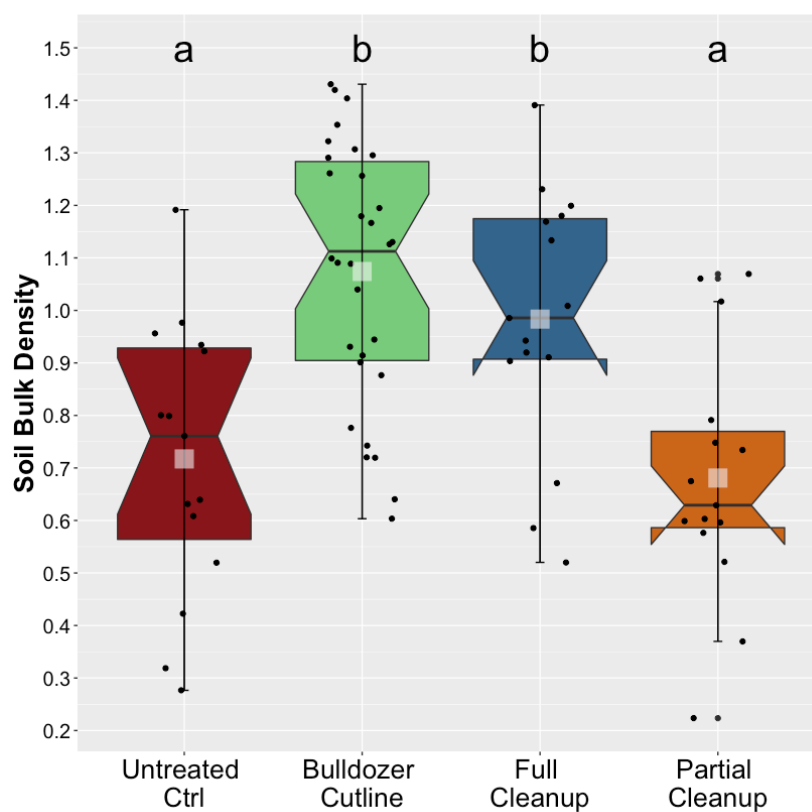 a b b a
1.5
1.4
1.3
1.2
1.1
1.0
0.9
0.8
0.7
0.6
0.5
0.4
0.3
0.2
Soil Bulk Density
Untreated Ctrl
Bulldozer Cutline
Full Cleanup
Partial Cleanup